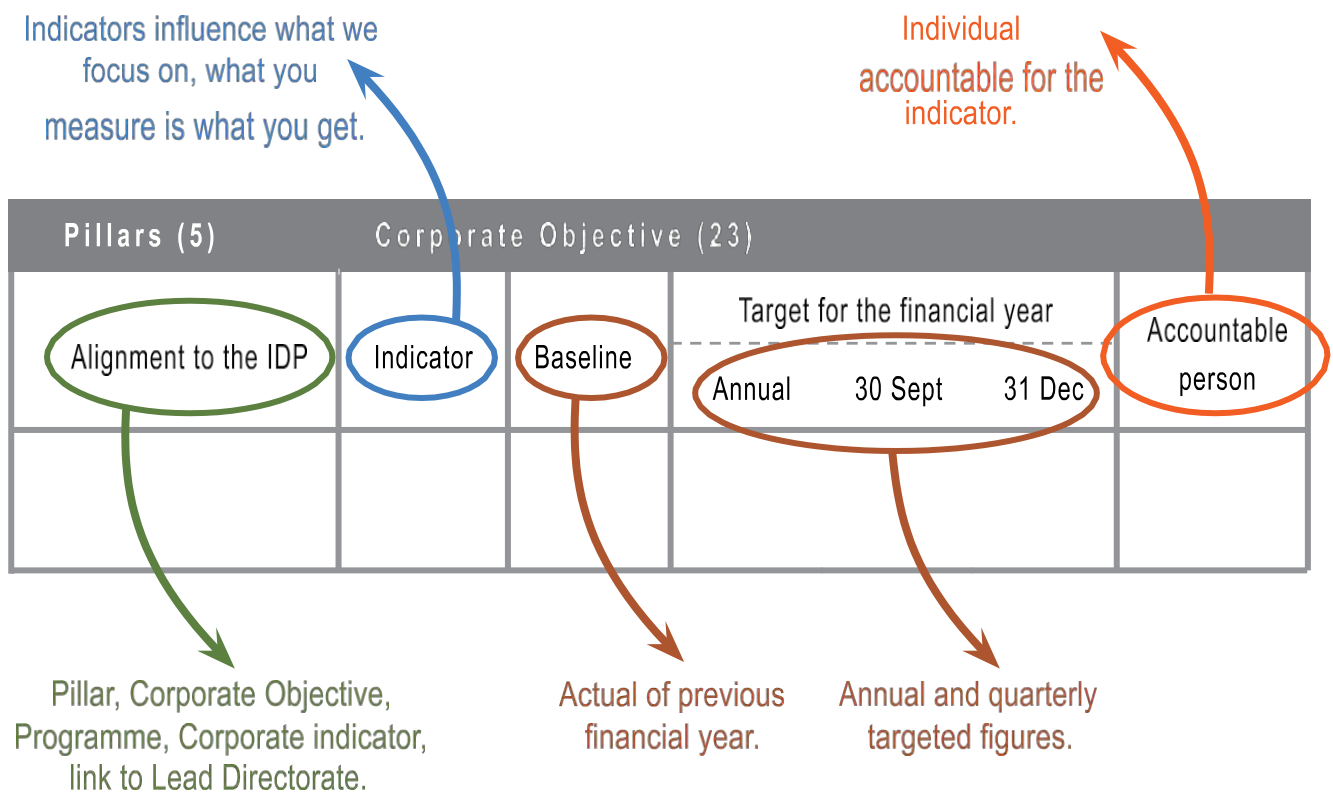 Indicators influence what we
focus on, what you
measure is what you get.
Individual
accountable for the
indicator.
Pillars (5)
Corporate Objective (23)
Alignment to the IDP
Indicator
Baseline
Target for the financial year
Annual
30 Sept
31 Dec
Accountable
person
Pillar, Corporate Objective,
Programme, Corporate indicator,
link to Lead Directorate.
Actual of previous
financial year.
Annual and quarterly
targeted figures.